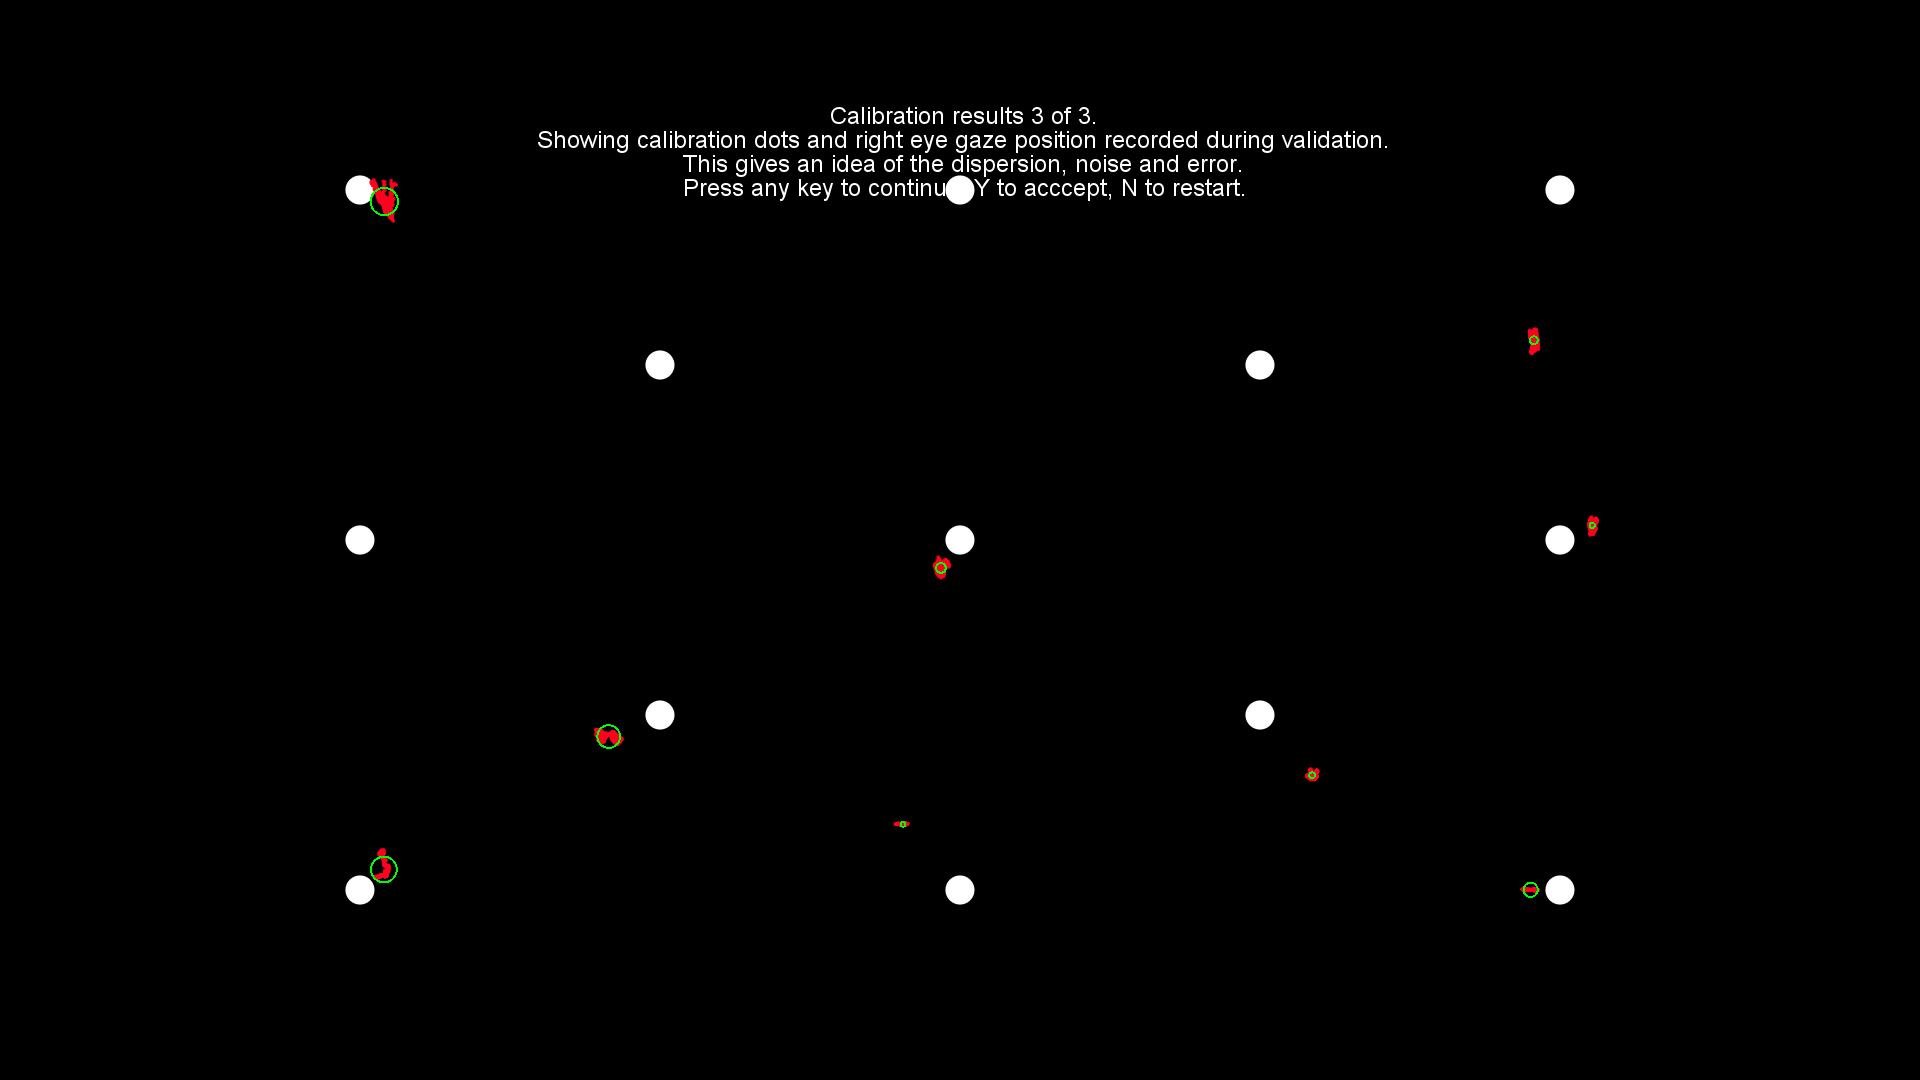 Calibration results 3 of 3.
Showing calibration dots and right eye gaze position recorded during validation.
This gives an idea of the dispersion, noise and error.
Press any key to continu Y to acccept, N to restart.